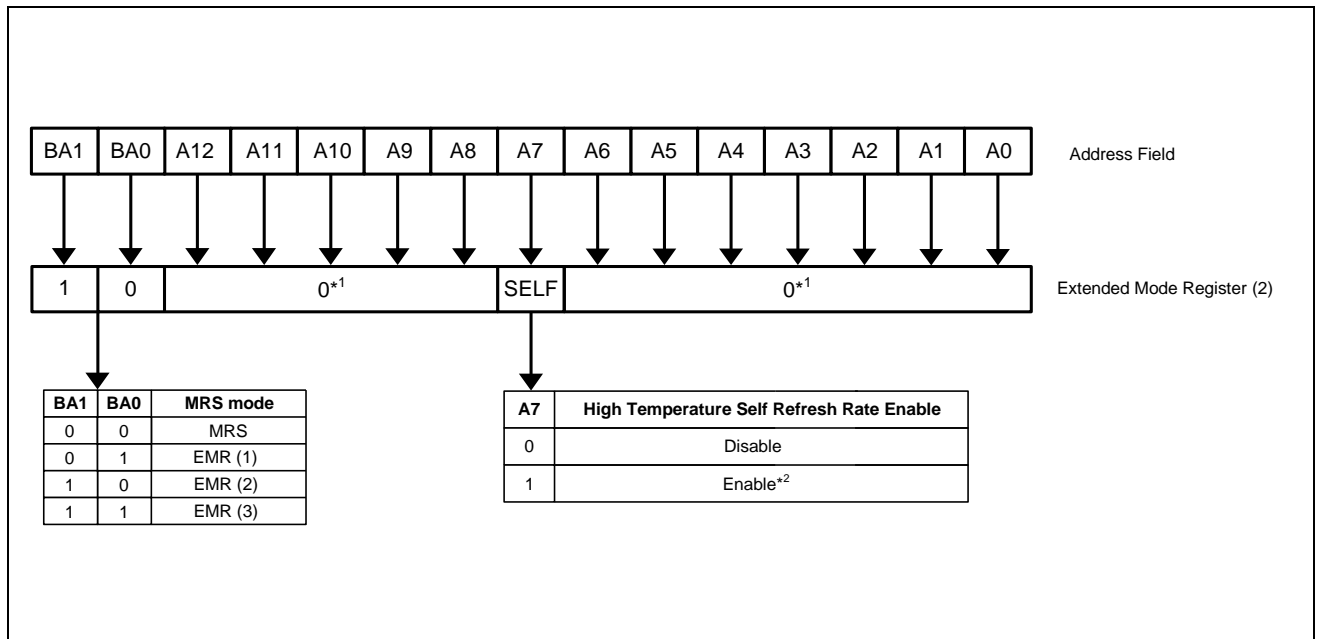 BA1 BA0 A12 A11 A10 A9 A8 A7 A6 A5 A4 A3 A2 A1 A0 Address Field
1 0 0*1 SELF 0*1 Extended Mode Register (2)
BA1 BA0 MRS mode
0 0 MRS
0 1 EMR (1)
1 0 EMR (2)
1 1 EMR (3)
A7 High Temperature Self Refresh Rate Enable
0 Disable
1 Enable*2